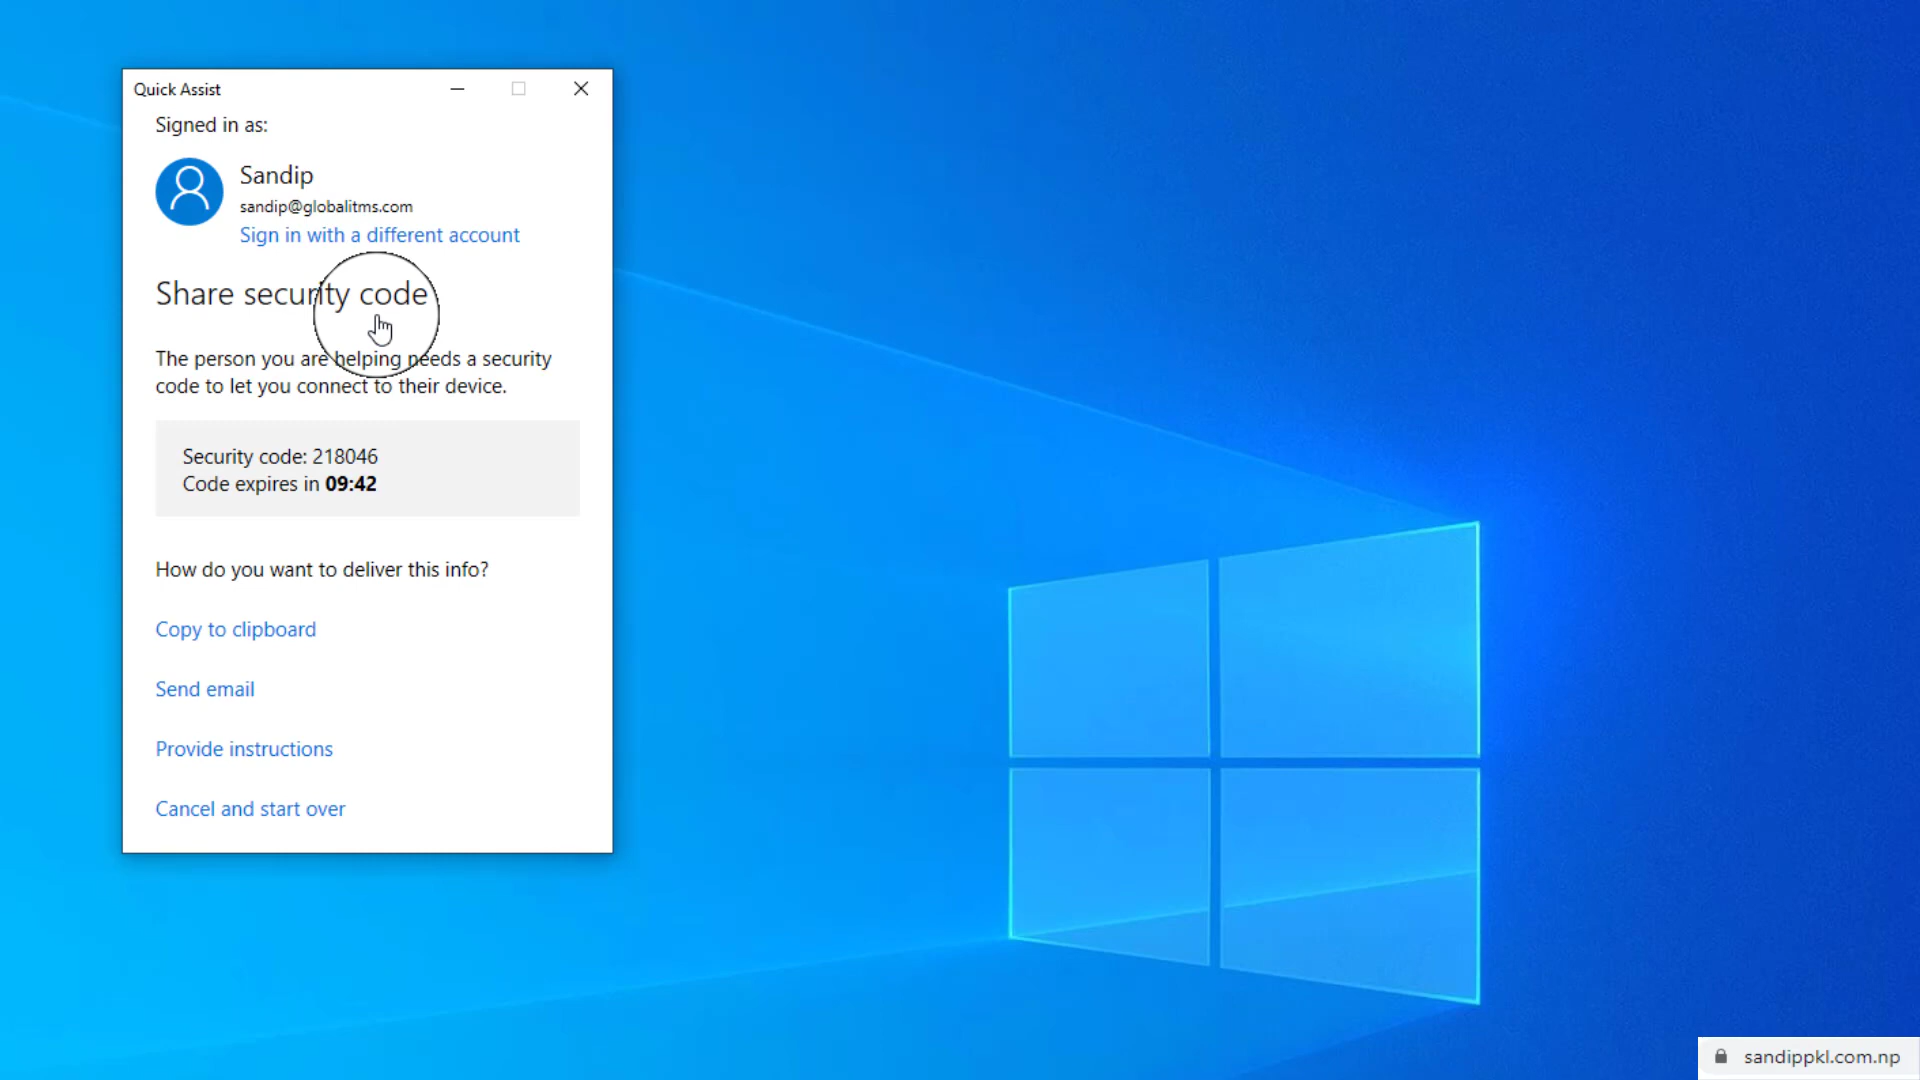 Quick Assist
Signed in as:
Sandip
sandip@globalitms.com
Sign in with a different account
Share security code
The person you are helping needs a security
code to let you connect to their device.
Security code: 218046
Code expires in 09:42
How do you want to deliver this info?
Copy to clipboard
Send email
Provide instructions
Cancel and start over
sandippkl.com.np